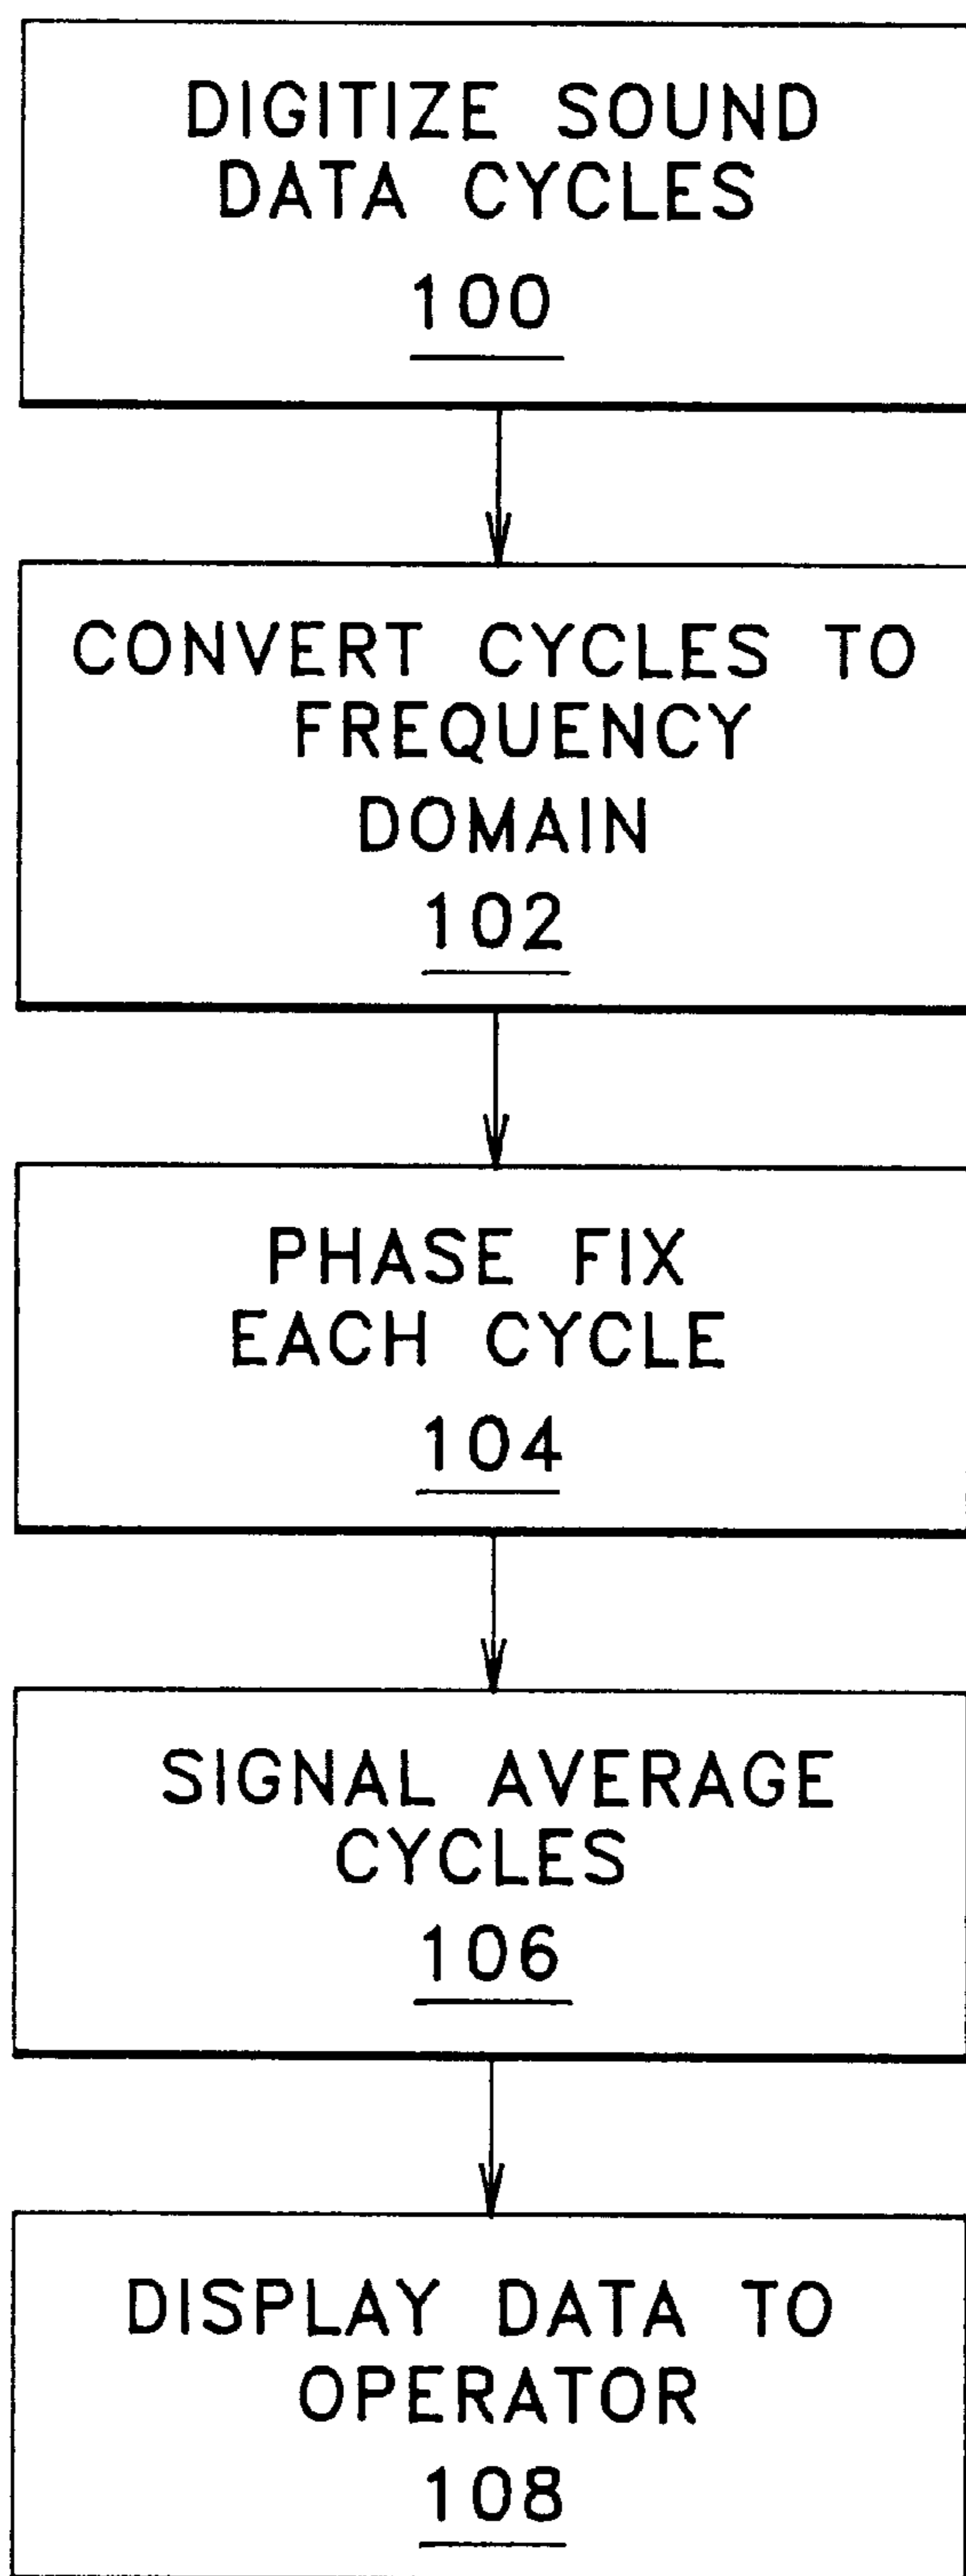 DIGITIZE SOUND
DATA CYCLES
100
CONVERT CYCLES TO
FREQUENCY
DOMAIN
102
PHASE FIX
EACH CYCLE
104
SIGNAL AVERAGE
CYCLES
106
DISPLAY DATA TO
OPERATOR
108